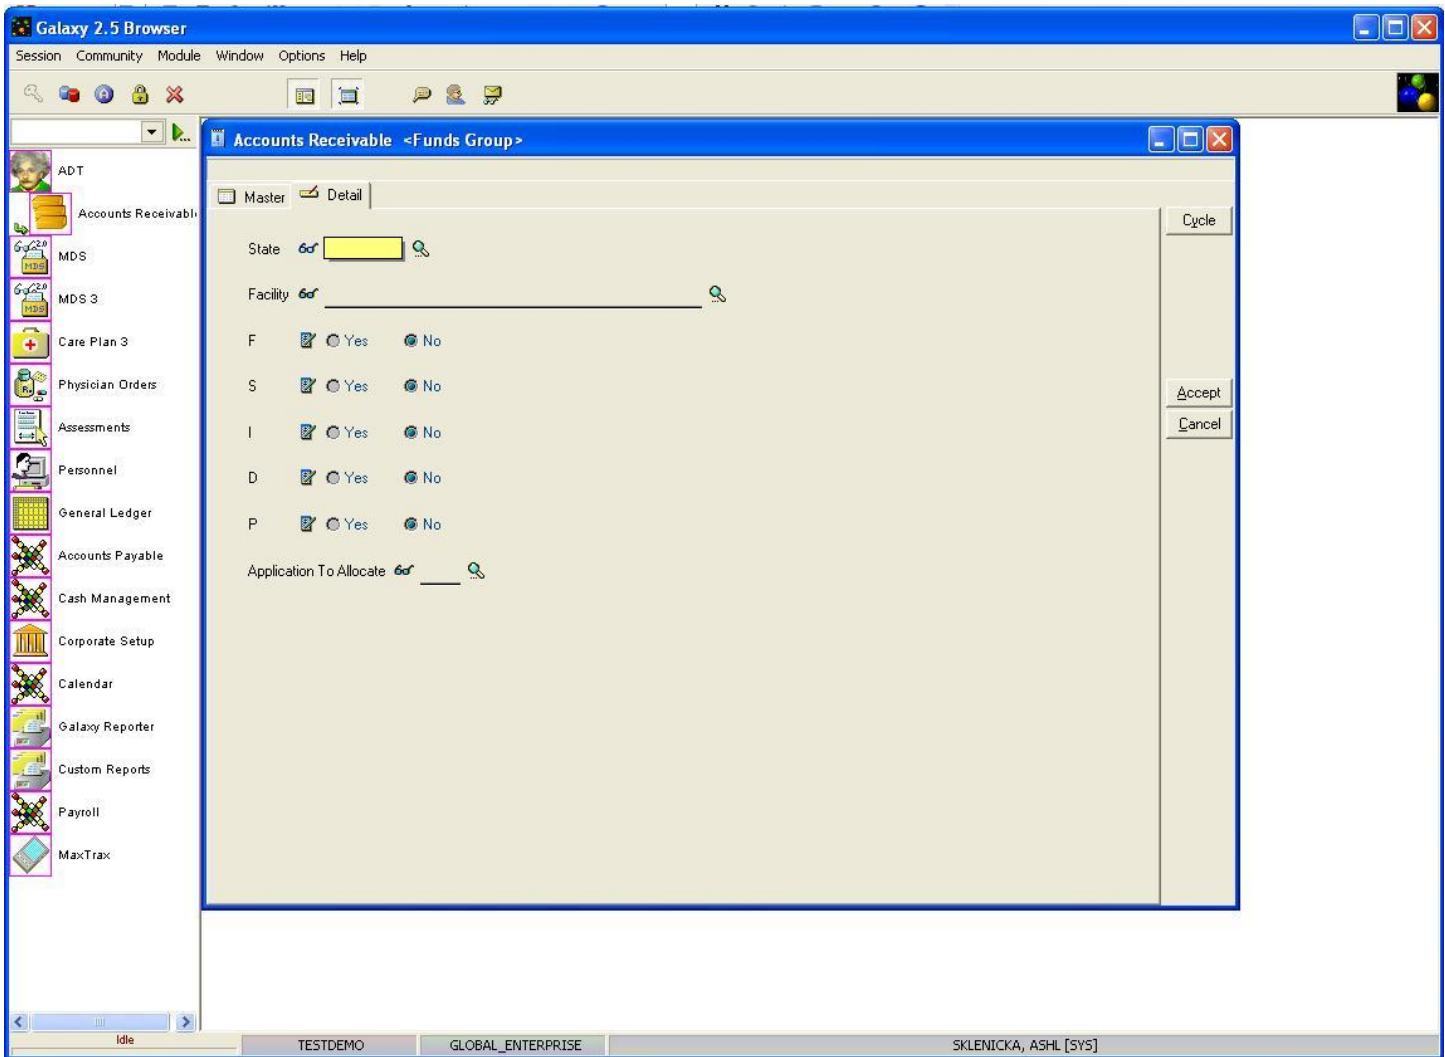 Galaxy 2.5 Browser
Session Community Module Window Options Help
Accounts Receivable <Funds Group>
Master Detail
ADT
Accounts Receivabl
MDS
MDS 3
Care Plan 3
Physician Orders
Assessments
Personnel
General Ledger
Accounts Payable
Cash Management
Corporate Setup
Calendar
Galaxy Reporter
Custom Reports
Payroll
MaxTrax
State
Facility
F Yes No
S Yes No
I Yes No
D Yes No
P Yes No
Application To Allocate
Cycle
Accept
Cancel
Idle TESTDEMO GLOBAL_ENTERPRISE SKLENICKA, ASHL [SYS]